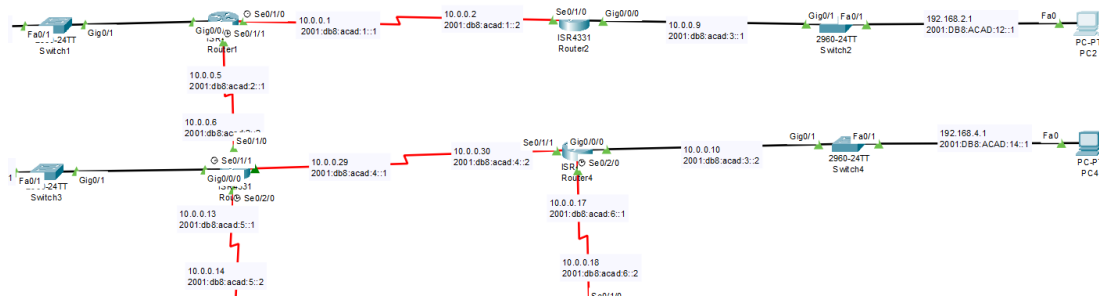 Se0/1/0
10.0.0.1
2001:db8:acad:1::1
10.0.0.2
2001:db8:acad:1::2
Se0/1/0
Gig0/0/0
ISR4331
Router2
10.0.0.9
2001:db8:acad:3::1
Gig0/1
Fa0/1
2960-24TT
Switch2
192.168.2.1
2001:DB8:ACAD:12::1
Fa0
PC-PT
PC2
Fa0/1
Gig0/1
Switch1
Se0/1/1
Router1
10.0.0.5
2001:db8:acad:2::1
10.0.0.6
Se0/1/0
Fa0/1
Gig0/1
Switch3
Se0/1/1
Gig0/0/0
Se0/2/0
10.0.0.29
2001:db8:acad:4::1
10.0.0.30
2001:db8:acad:4::2
Se0/1/1
Gig0/0/0
Se0/2/0
Router4
10.0.0.10
2001:db8:acad:3::2
Gig0/1
Fa0/1
2960-24TT
Switch4
192.168.4.1
2001:DB8:ACAD:14::1
Fa0
PC-PT
PC4
10.0.0.13
2001:db8:acad:5::1
10.0.0.14
2001:db8:acad:5::2
10.0.0.17
2001:db8:acad:6::1
10.0.0.18
2001:db8:acad:6::2
Se0/1/0